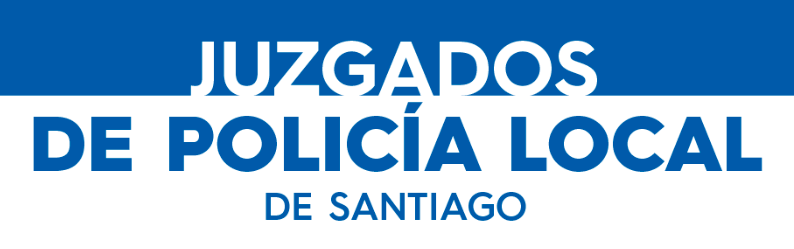 JUZGADOS
DE POLICÍA LOCAL
DE SANTIAGO